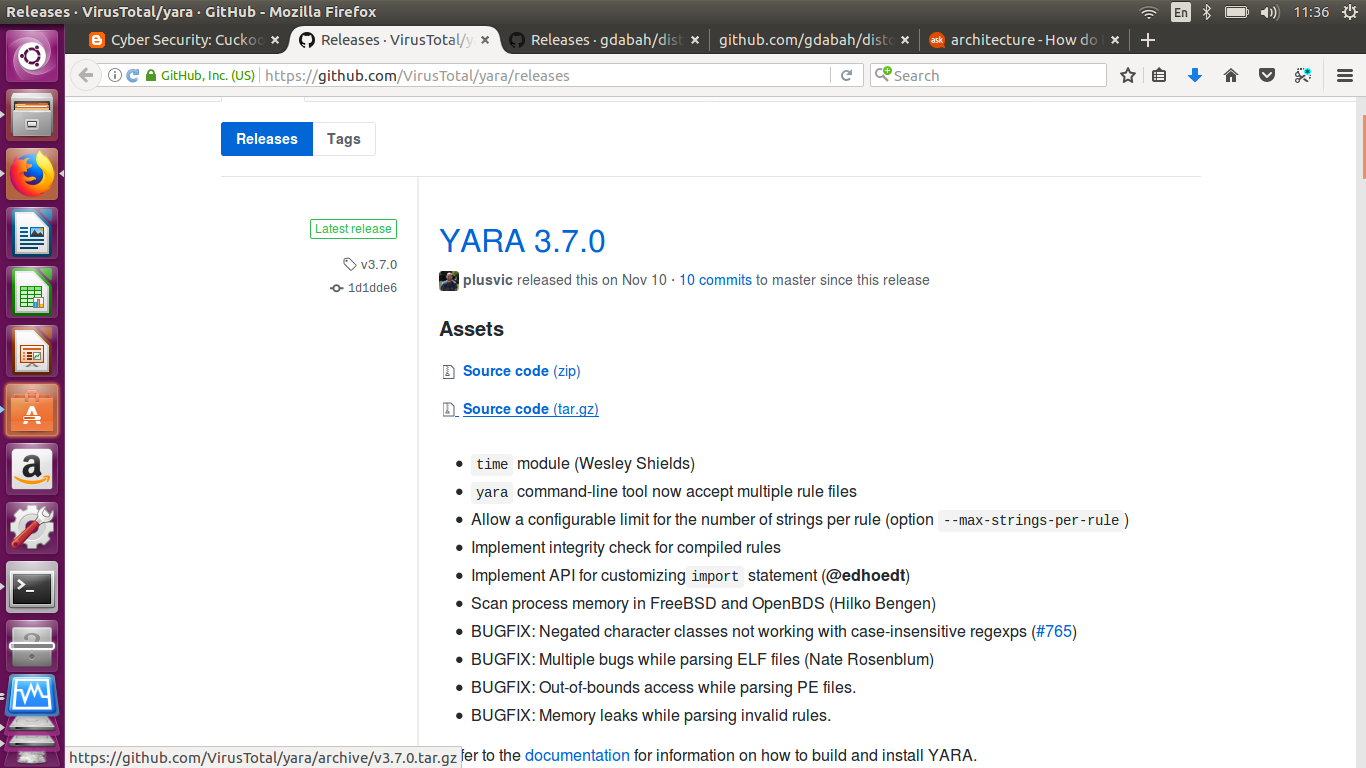 Releases · VirusTotal/yara · GitHub - Mozilla Firefox
En
11:36
Cyber Security: Cucko
Releases · VirusTotal/y
Releases · gdabah/dist
github.com/gdabah/disto
ask
architecture - How do I
GitHub, Inc. (US)
https://github.com/VirusTotal/yara/releases
Search
Releases
Tags
Latest release
v3.7.0
1d1dde6
YARA 3.7.0
plusvic released this on Nov 10 · 10 commits to master since this release
Assets
Source code (zip)
Source code (tar.gz)
time module (Wesley Shields)
yara command-line tool now accept multiple rule files
Allow a configurable limit for the number of strings per rule (option --max-strings-per-rule )
Implement integrity check for compiled rules
Implement API for customizing import statement (@edhoedt)
Scan process memory in FreeBSD and OpenBDS (Hilko Bengen)
BUGFIX: Negated character classes not working with case-insensitive regexps (#765)
BUGFIX: Multiple bugs while parsing ELF files (Nate Rosenblum)
BUGFIX: Out-of-bounds access while parsing PE files.
BUGFIX: Memory leaks while parsing invalid rules.
fer to the documentation for information on how to build and install YARA.
https://github.com/VirusTotal/yara/archive/v3.7.0.tar.gz